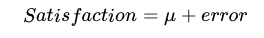 Satisfaction = μ + error